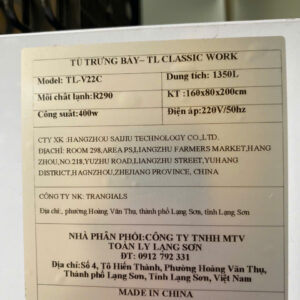 TỦ TRƯNG BÀY– TL CLASSIC WORK
Model: TL-V22C Dung tích: 1350L
Môi chất lạnh:R290 KT :160x80x200cm
Công suất:400w Điện áp:220V/50hz
CTY XK :HANGZHOU SAIJIU TECHNOLOGY CO.,LTD.
ĐỊACHỈ: ROOM 298,AREA PS,LIANGZHU FARMERS MARKET,HANG
ZHOU,NO.218,YUZHU ROAD,LIANGZHU STREET,YUHANG
DISTRICT,HAGNZHOU,ZHEJIANG PROVINCE, CHINA
CÔNG TY NK: TRANGIALS
Địa chỉ , phường Hoàng Văn Thụ, thành phố Lạng Sơn, tỉnh Lạng Sơn
NHÀ PHÂN PHỐI:CÔNG TY TNHH MTV
TOÀN LY LẠNG SƠN
ĐT: 0912 792 331
Địa chỉ:Số 4, Tô Hiến Thành, Phường Hoàng Văn Thụ,
Thành phố Lạng Sơn, Tỉnh Lạng Sơn, Việt Nam
MADE IN CHINA